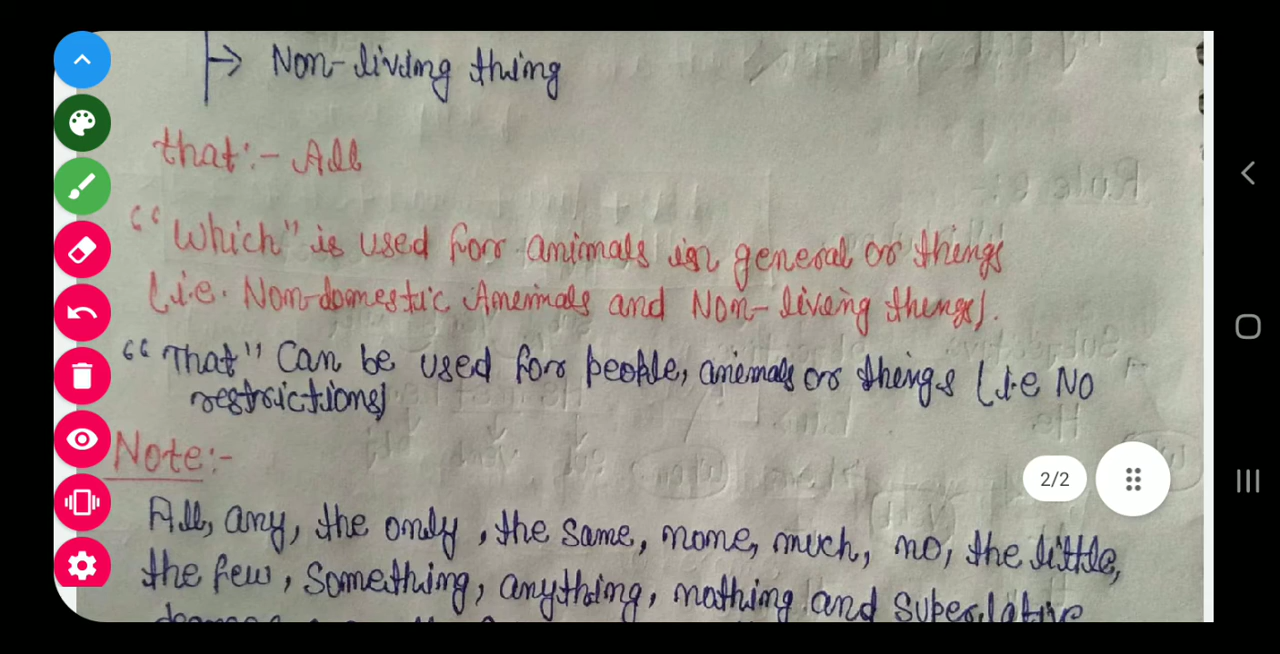 → Non-living thing
that:- All
"Which" is used for animals in general or things
(i.e. Non-domestic Animals and Non-living things).
"That" Can be used for people, animals or things (i.e No
restrictions)
Note:-
2/2
All, any, the only, the same, none, much, no, the little,
the few, something, anything, nothing and superlative